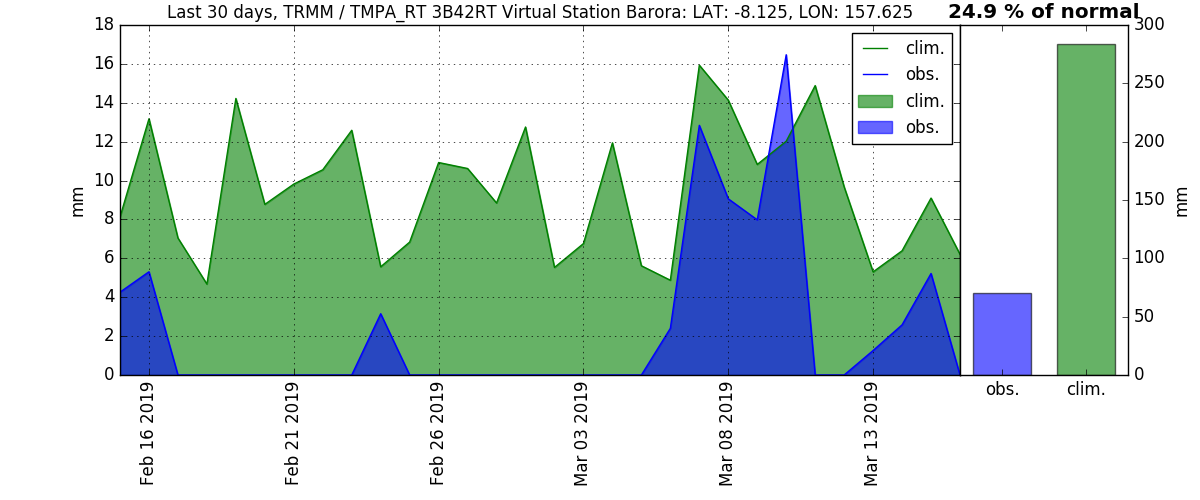 Last 30 days, TRMM / TMPA_RT 3B42RT Virtual Station Barora: LAT: -8.125, LON: 157.625
24.9 % of normal
18
16
14
12
10
8
6
4
2
0
mm
clim.
obs.
clim.
obs.
Feb 16 2019
Feb 21 2019
Feb 26 2019
Mar 03 2019
Mar 08 2019
Mar 13 2019
300
250
200
150
100
50
0
mm
obs.
clim.